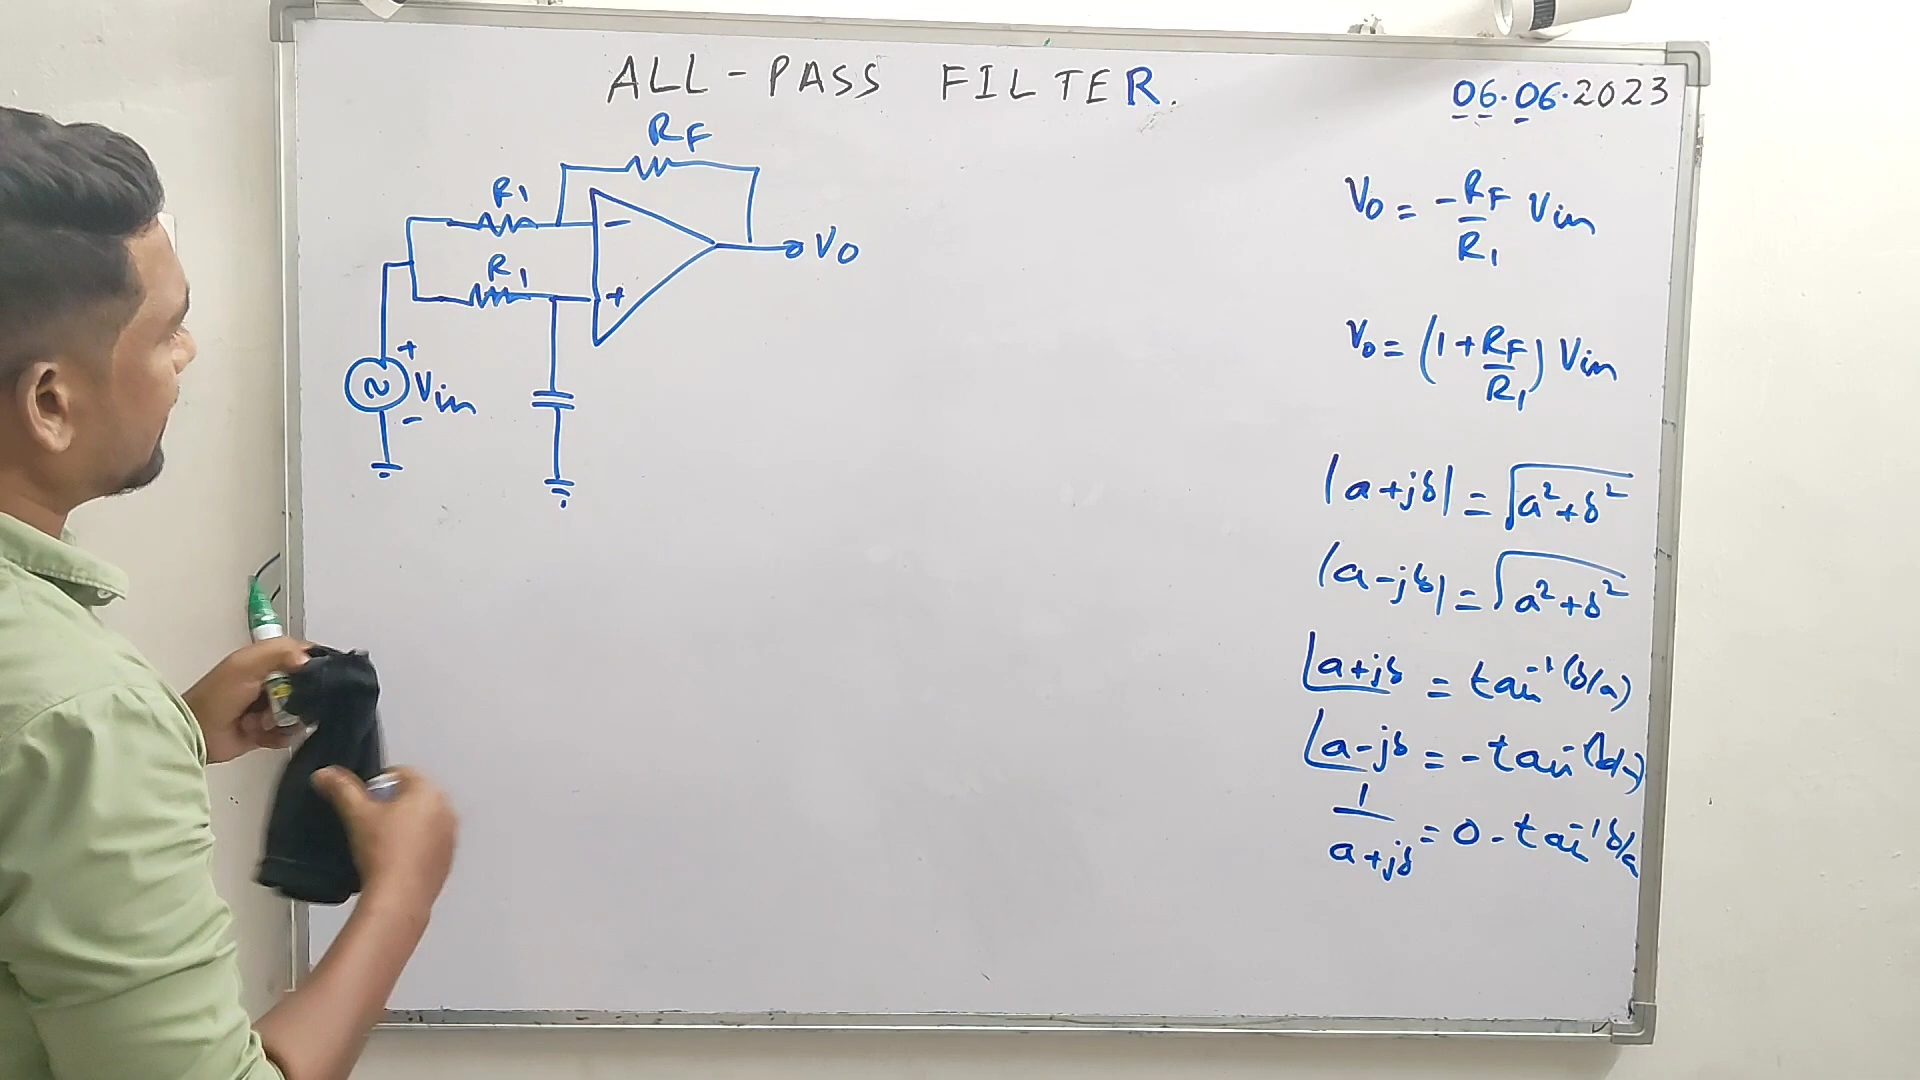 ALL-PASS FILTER.
06.06.2023
RF
R1
R1
-
+
Vo
+
Vin
-
Vo = -RF/R1 Vin
Vo = (1+RF/R1) Vin
|a+jb| = √a²+b²
|a-jb| = √a²+b²
∠a+jb = tan⁻¹(b/a)
∠a-jb = -tan⁻¹(b/a)
1/a+jb = 0 - tan⁻¹b/a